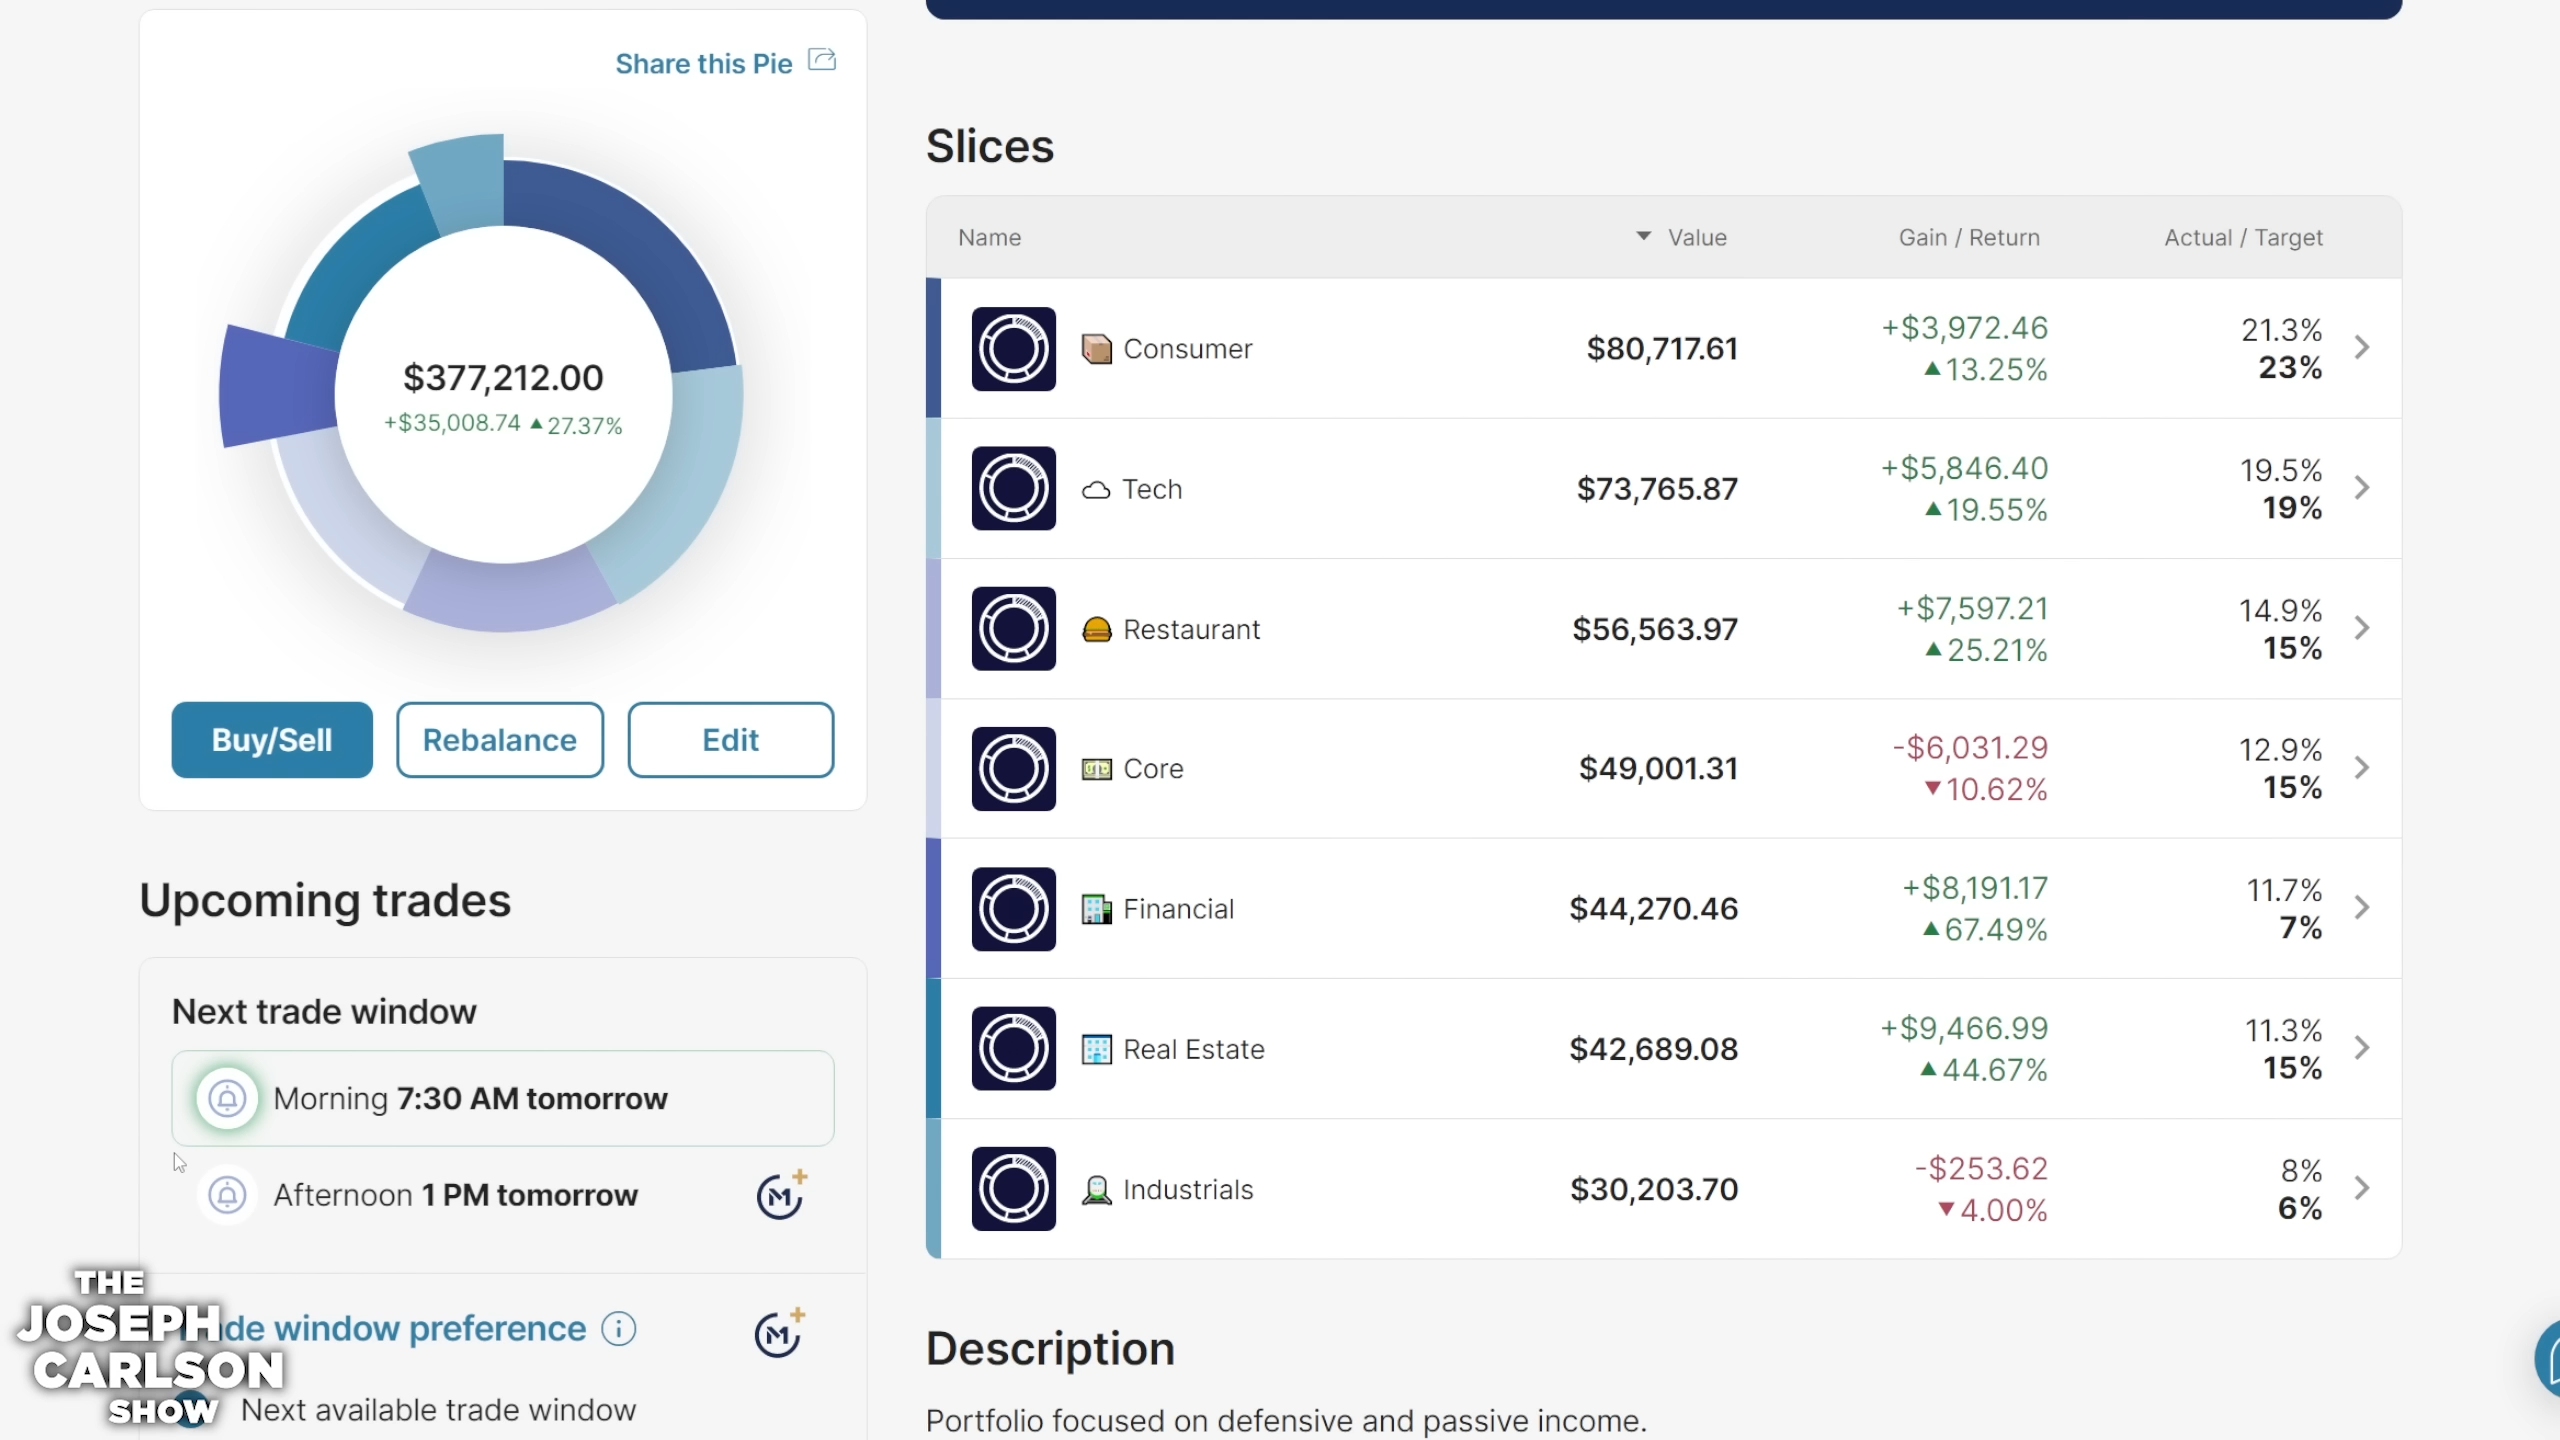 Share this Pie
$377,212.00
+$35,008.74 ▲27.37%
Buy/Sell
Rebalance
Edit
Upcoming trades
Next trade window
Morning 7:30 AM tomorrow
Afternoon 1 PM tomorrow
M+
de window preference
M+
Next available trade window
THE
JOSEPH
CARLSON
SHOW
Slices
Name
▼ Value
Gain / Return
Actual / Target
Consumer
$80,717.61
+$3,972.46
▲13.25%
21.3%
23%
Tech
$73,765.87
+$5,846.40
▲19.55%
19.5%
19%
Restaurant
$56,563.97
+$7,597.21
▲25.21%
14.9%
15%
Core
$49,001.31
-$6,031.29
▼10.62%
12.9%
15%
Financial
$44,270.46
+$8,191.17
▲67.49%
11.7%
7%
Real Estate
$42,689.08
+$9,466.99
▲44.67%
11.3%
15%
Industrials
$30,203.70
-$253.62
▼4.00%
8%
6%
Description
Portfolio focused on defensive and passive income.